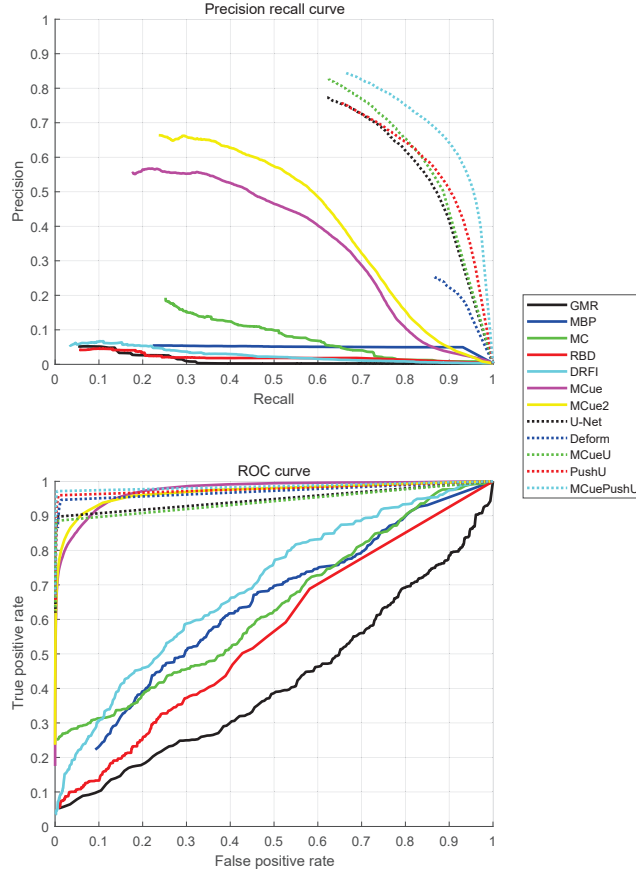 Precision recall curve
1
0.9
0.8
0.7
0.6
0.5
0.4
0.3
0.2
0.1
0
Precision
0 0.1 0.2 0.3 0.4 0.5 0.6 0.7 0.8 0.9 1
Recall
GMR
MBP
MC
RBD
DRFI
MCue
MCue2
U-Net
Deform
MCueU
PushU
MCuePushU
ROC curve
1
0.9
0.8
0.7
0.6
0.5
0.4
0.3
0.2
0.1
0
True positive rate
0 0.1 0.2 0.3 0.4 0.5 0.6 0.7 0.8 0.9 1
False positive rate